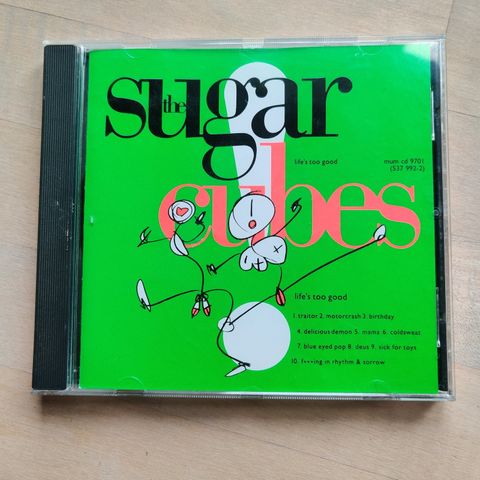 the
sugar
life's too good
mum cd 9701
(537 992-2)
cubes
life's too good
1. traitor 2. motorcrash 3. birthday
4. delicious demon 5. mama 6. coldsweat
7. blue eyed pop 8. deus 9. sick for toys
10. f•••ing in rhythm & sorrow